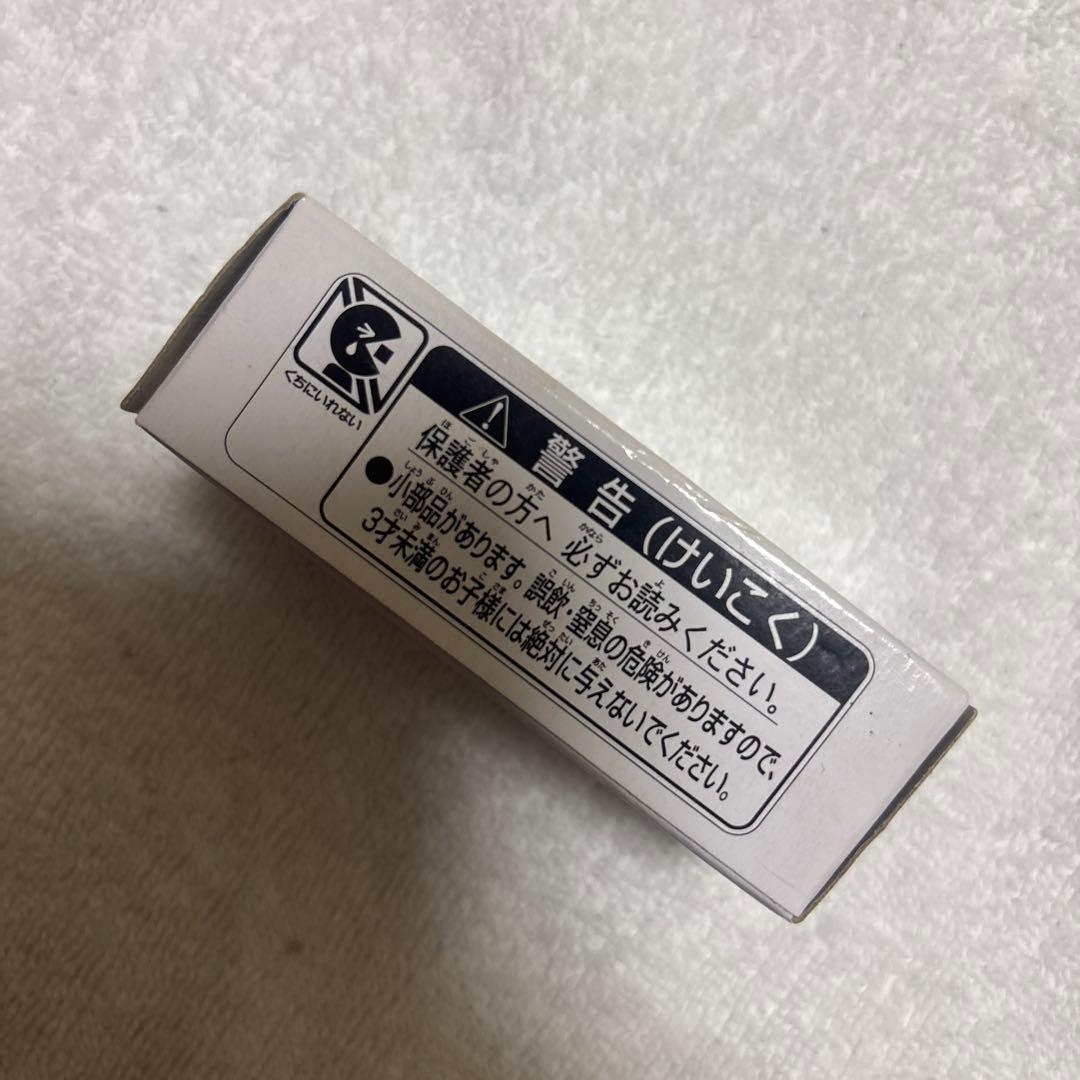 くちにいれない
警告(けいこく)
保護者の方へ 必ずお読みください。
●小部品があります。誤飲・窒息の危険がありますので、
3才未満のお子様には絶対に与えないでください。